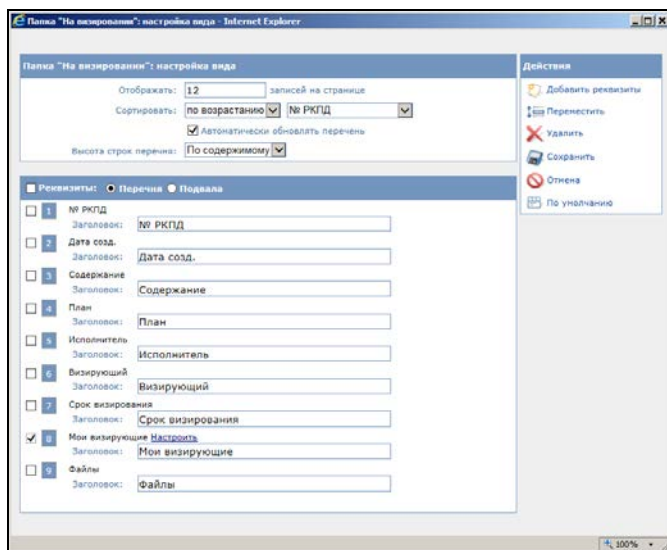 Папка "На визировании": настройка вида - Internet Explorer
Папка "На визировании": настройка вида
Отображать: 12 записей на странице
Сортировать: по возрастанию № РКПД
Автоматически обновлять перечень
Высота строк перечня: По содержимому
Действия
Добавить реквизиты
Переместить
Удалить
Сохранить
Отмена
По умолчанию
Реквизиты: Перечня Подвала
1 № РКПД
Заголовок: № РКПД
2 Дата созд.
Заголовок: Дата созд.
3 Содержание
Заголовок: Содержание
4 План
Заголовок: План
5 Исполнитель
Заголовок: Исполнитель
6 Визирующий
Заголовок: Визирующий
7 Срок визирования
Заголовок: Срок визирования
8 Мои визирующие Настроить
Заголовок: Мои визирующие
9 Файлы
Заголовок: Файлы
100%